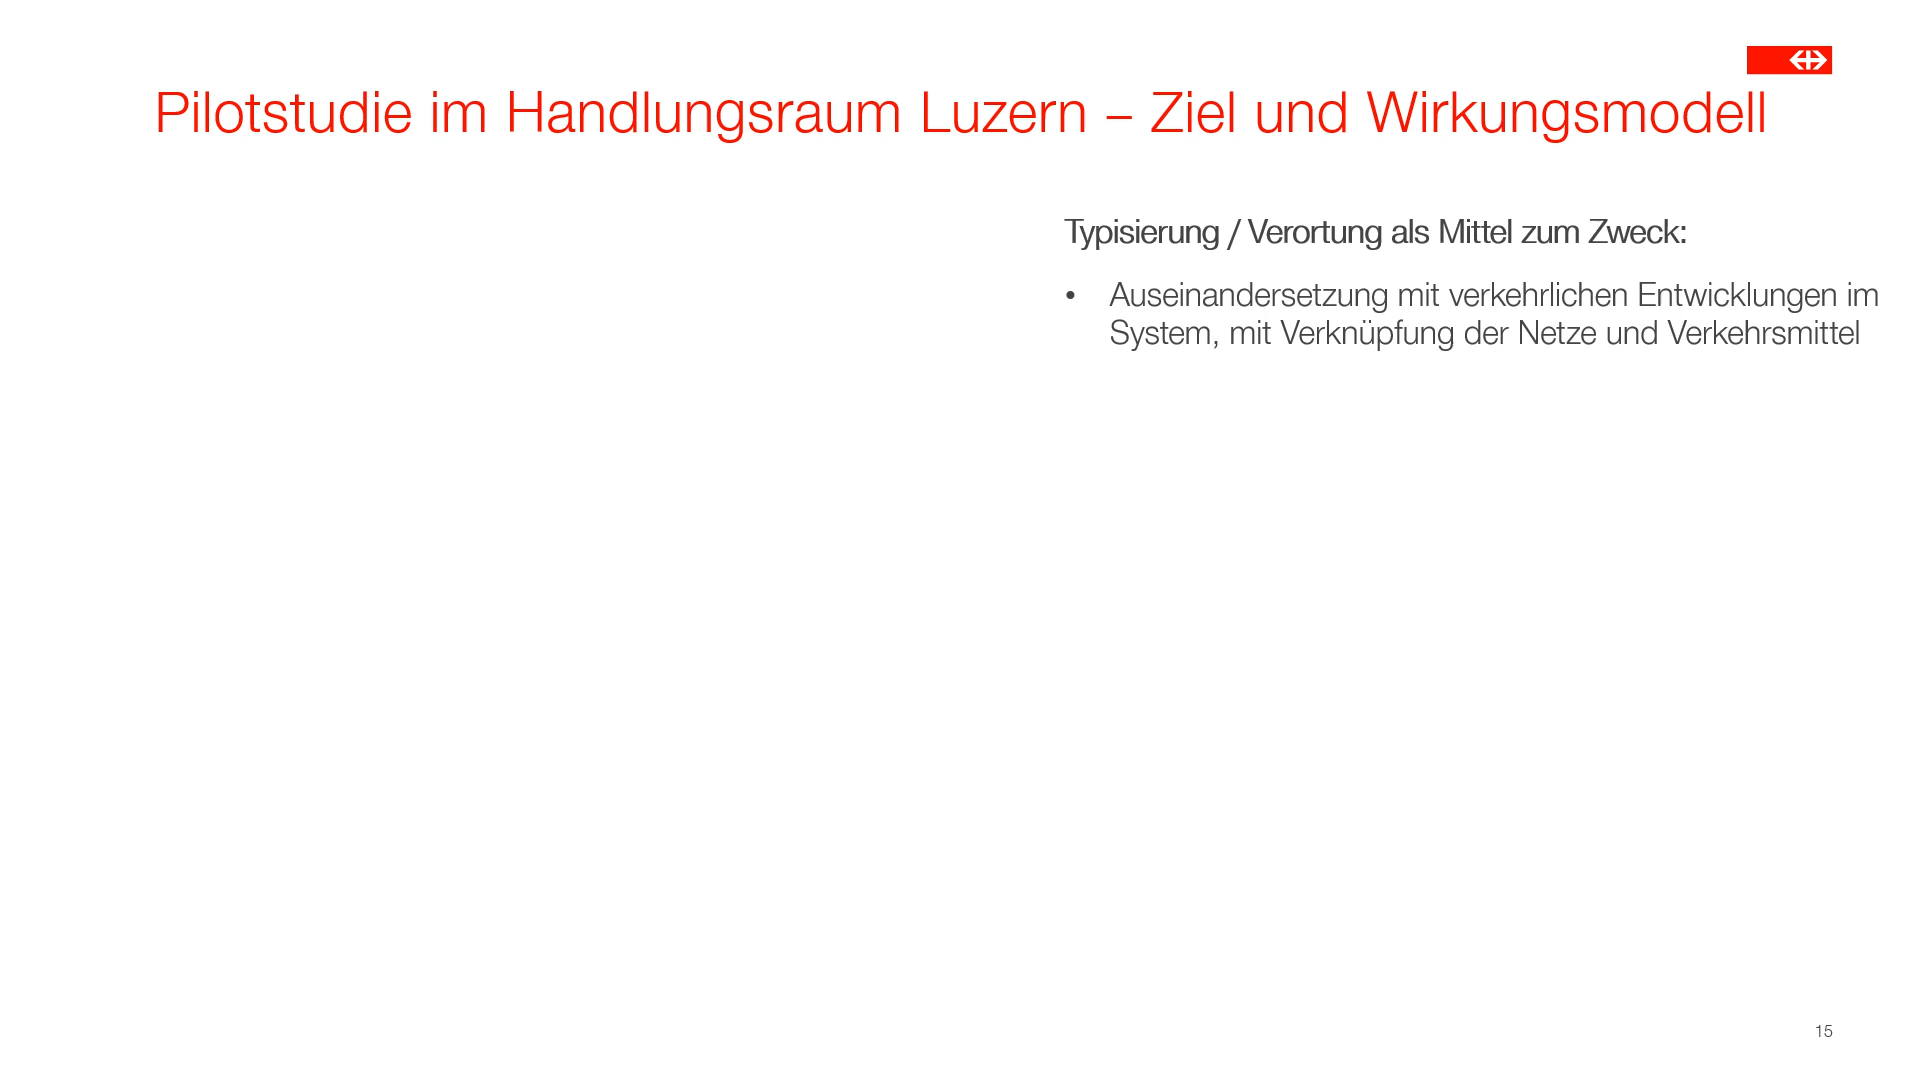 Pilotstudie im Handlungsraum Luzern – Ziel und Wirkungsmodell
Typisierung / Verortung als Mittel zum Zweck:
• Auseinandersetzung mit verkehrlichen Entwicklungen im
System, mit Verknüpfung der Netze und Verkehrsmittel
15